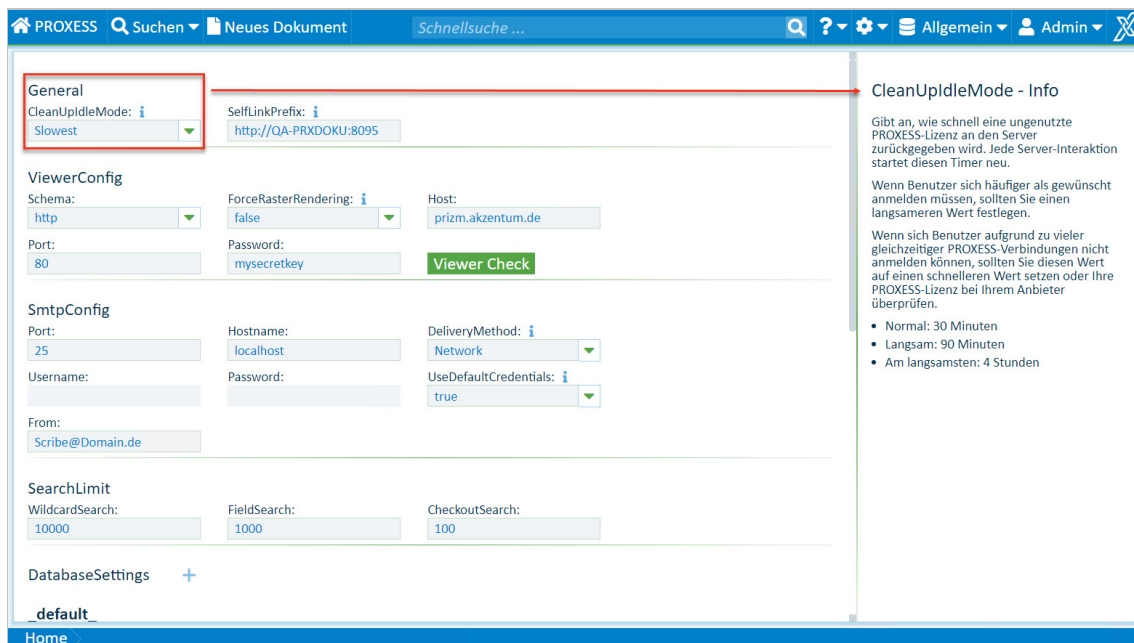 PROXESS Suchen Neues Dokument Schnellsuche ... ? Allgemein Admin
General
CleanUpIdleMode: i SelfLinkPrefix: i
Slowest http://QA-PRXDOKU:8095
ViewerConfig
Schema: ForceRasterRendering: i Host:
http false prizm.akzentum.de
Port: Password:
80 mysecretkey Viewer Check
SmtpConfig
Port: Hostname: DeliveryMethod: i
25 localhost Network
Username: Password: UseDefaultCredentials: i
true
From:
Scribe@Domain.de
SearchLimit
WildcardSearch: FieldSearch: CheckoutSearch:
10000 1000 100
DatabaseSettings +
_default_
CleanUpIdleMode - Info
Gibt an, wie schnell eine ungenutzte
PROXESS-Lizenz an den Server
zurückgegeben wird. Jede Server-Interaktion
startet diesen Timer neu.
Wenn Benutzer sich häufiger als gewünscht
anmelden müssen, sollten Sie einen
langsameren Wert festlegen.
Wenn sich Benutzer aufgrund zu vieler
gleichzeitiger PROXESS-Verbindungen nicht
anmelden können, sollten Sie diesen Wert
auf einen schnelleren Wert setzen oder Ihre
PROXESS-Lizenz bei Ihrem Anbieter
überprüfen.
• Normal: 30 Minuten
• Langsam: 90 Minuten
• Am langsamsten: 4 Stunden
Home